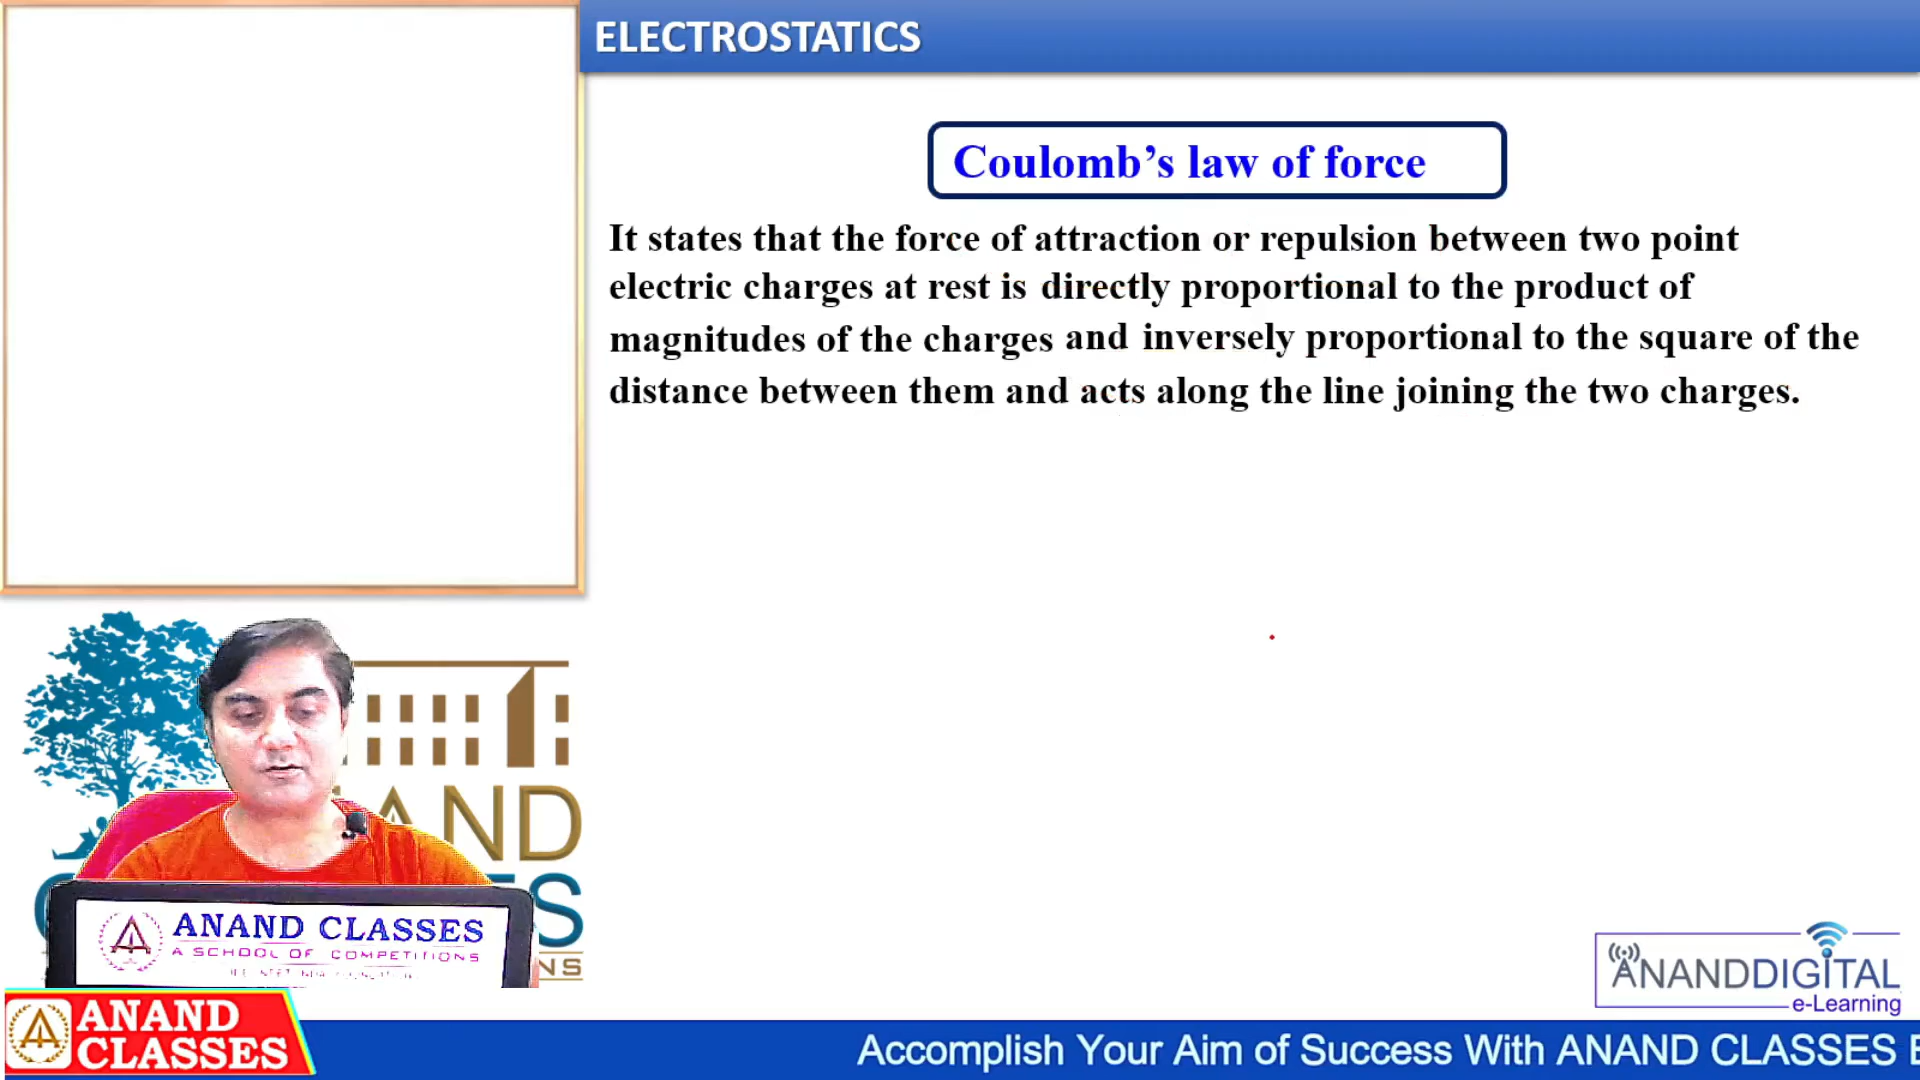 ELECTROSTATICS
Coulomb’s law of force
It states that the force of attraction or repulsion between two point
electric charges at rest is directly proportional to the product of
magnitudes of the charges and inversely proportional to the square of the
distance between them and acts along the line joining the two charges.
AND
ES
NS
ANAND CLASSES
A SCHOOL OF COMPETITIONS
ANANDDIGITAL
e-Learning
ANAND
CLASSES
Accomplish Your Aim of Success With ANAND CLASSES